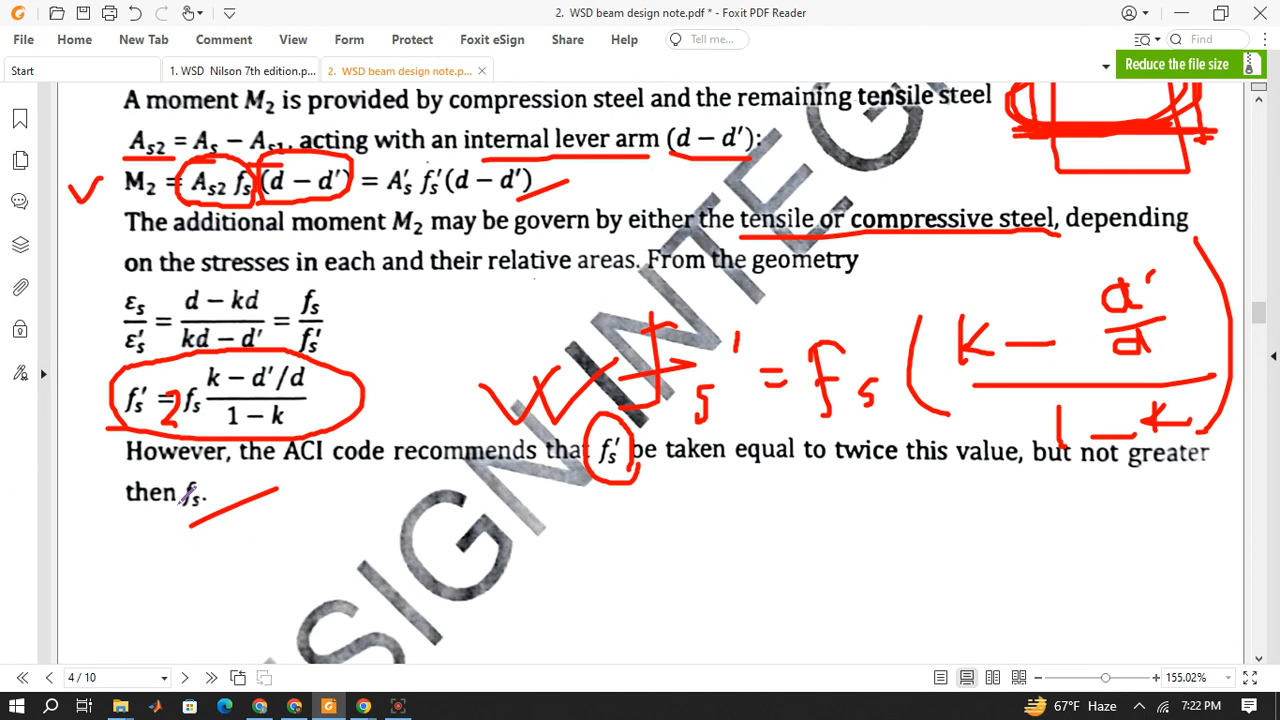 2. WSD beam design note.pdf * - Foxit PDF Reader
File Home New Tab Comment View Form Protect Foxit eSign Share Help Tell me... Find
Start 1. WSD Nilson 7th edition.p... 2. WSD beam design note.p... Reduce the file size
A moment M₂ is provided by compression steel and the remaining tensile steel
Aₛ₂ = Aₛ − Aₛ₁, acting with an internal lever arm (d − d′):
M₂ = Aₛ₂ fₛ (d − d′) = A′ₛ f′ₛ (d − d′)
The additional moment M₂ may be govern by either the tensile or compressive steel, depending
on the stresses in each and their relative areas. From the geometry
εₛ/ε′ₛ = (d − kd)/(kd − d′) = fₛ/f′ₛ
f′ₛ = 2 fₛ (k − d′/d)/(1 − k)
f′ₛ = fₛ ((k − d′/d)/(1 − k))
However, the ACI code recommends that f′ₛ be taken equal to twice this value, but not greater
then fₛ.
DESIGN INTEG
4 / 10 155.02%
67°F Haze 7:22 PM